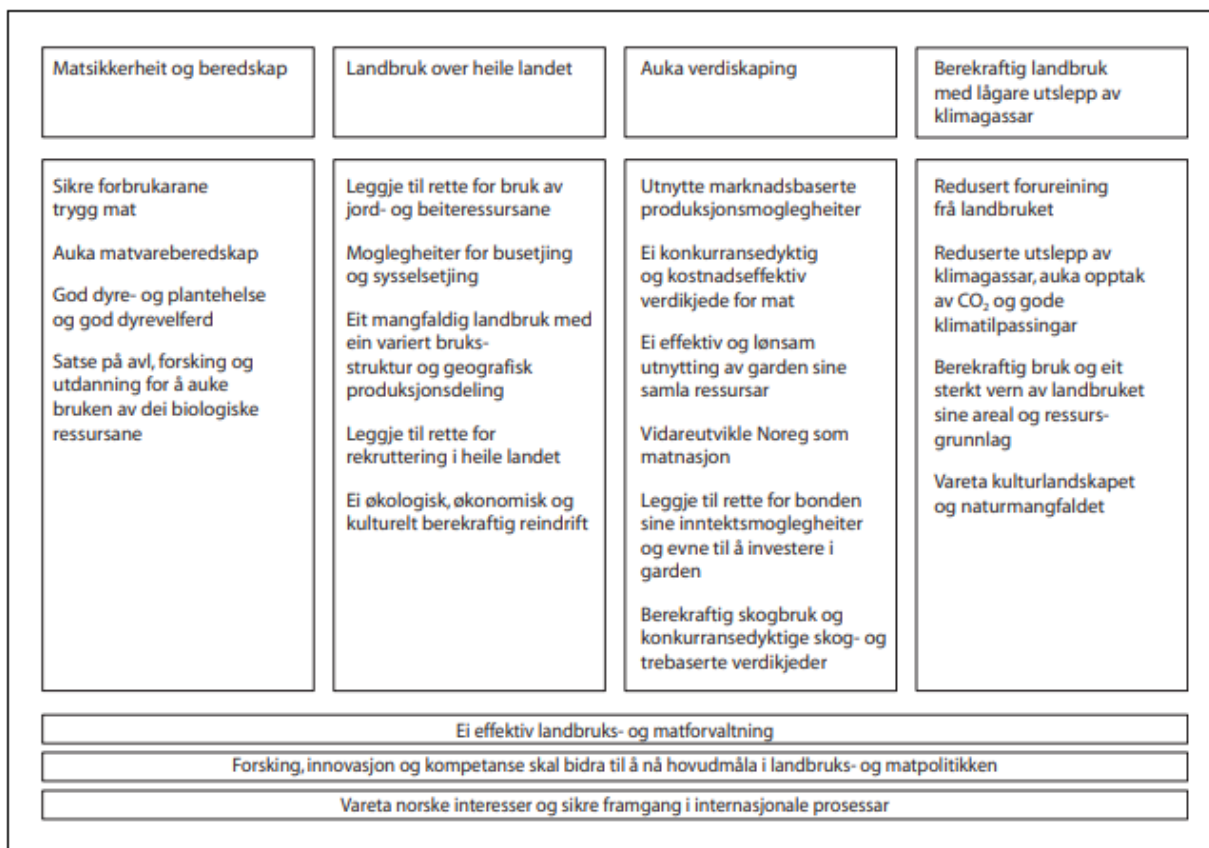 Matsikkerheit og beredskap
Landbruk over heile landet
Auka verdiskaping
Berekraftig landbruk
med lågare utslepp av
klimagassar
Sikre forbrukarane
trygg mat
Auka matvareberedskap
God dyre- og plantehelse
og god dyrevelferd
Satse på avl, forsking og
utdanning for å auke
bruken av dei biologiske
ressursane
Leggje til rette for bruk av
jord- og beiteressursane
Moglegheiter for busetjing
og sysselsetjing
Eit mangfaldig landbruk med
ein variert bruks-
struktur og geografisk
produksjonsdeling
Leggje til rette for
rekruttering i heile landet
Ei økologisk, økonomisk og
kulturelt berekraftig reindrift
Utnytte marknadsbaserte
produksjonsmoglegheiter
Ei konkurransedyktig
og kostnadseffektiv
verdikjede for mat
Ei effektiv og lønsam
utnytting av garden sine
samla ressursar
Vidareutvikle Noreg som
matnasjon
Leggje til rette for bonden
sine inntektsmoglegheiter
og evne til å investere i
garden
Berekraftig skogbruk og
konkurransedyktige skog- og
trebaserte verdikjeder
Redusert forureining
frå landbruket
Reduserte utslepp av
klimagassar, auka opptak
av CO₂ og gode
klimatilpassingar
Berekraftig bruk og eit
sterkt vern av landbruket
sine areal og ressurs-
grunnlag
Vareta kulturlandskapet
og naturmangfaldet
Ei effektiv landbruks- og matforvaltning
Forsking, innovasjon og kompetanse skal bidra til å nå hovudmåla i landbruks- og matpolitikken
Vareta norske interesser og sikre framgang i internasjonale prosessar